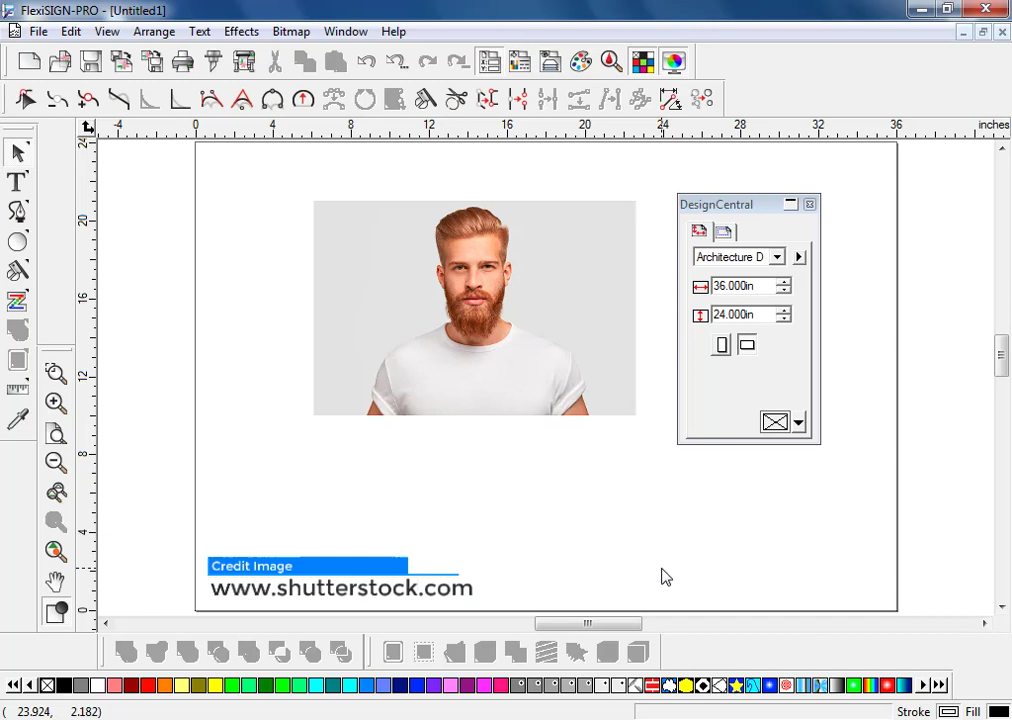 FlexiSIGN-PRO - [Untitled1]
File Edit View Arrange Text Effects Bitmap Window Help
-4 0 4 8 12 16 20 24 28 32 36 inches
24
20
16
12
8
4
0
DesignCentral
Architecture D
36.000in
24.000in
Credit Image
www.shutterstock.com
( 23.924, 2.182) Stroke Fill